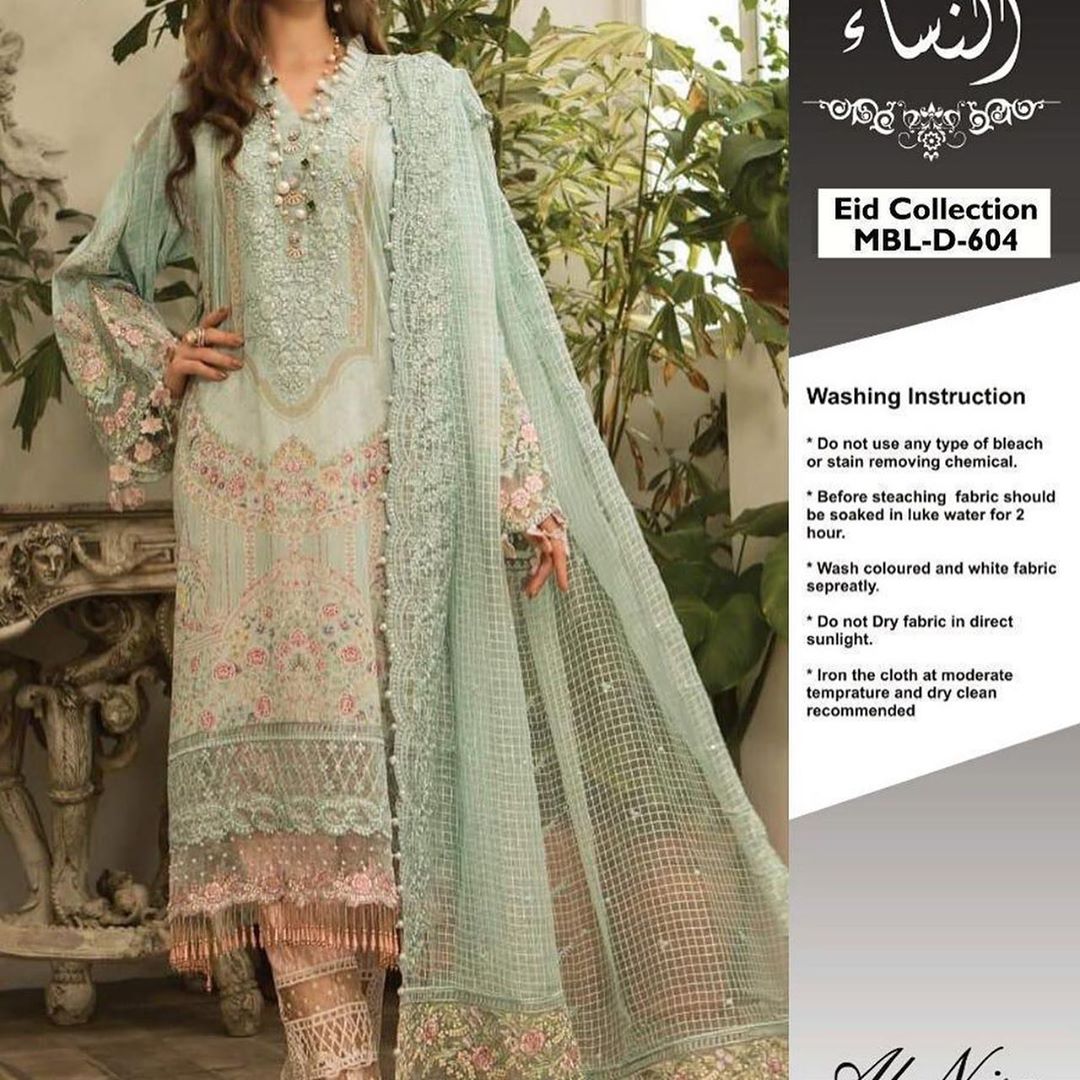 النساء
Eid Collection
MBL-D-604
Washing Instruction
* Do not use any type of bleach
or stain removing chemical.
* Before steaching fabric should
be soaked in luke water for 2
hour.
* Wash coloured and white fabric
sepreatly.
* Do not Dry fabric in direct
sunlight.
* Iron the cloth at moderate
temprature and dry clean
recommended